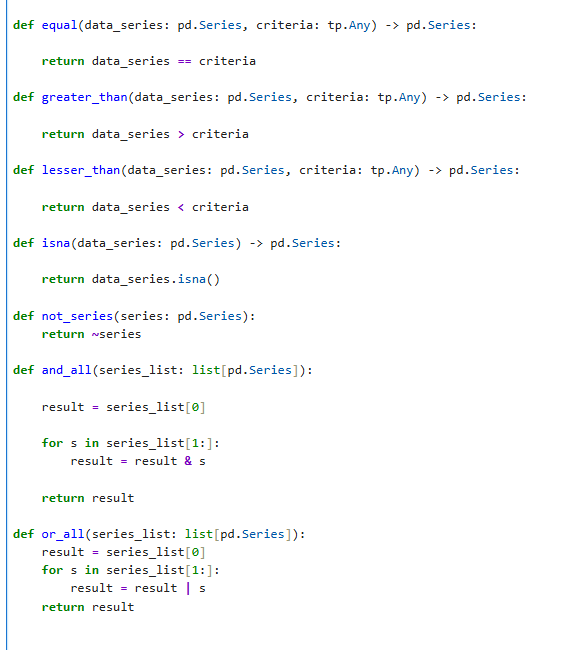 def equal(data_series: pd.Series, criteria: tp.Any) -> pd.Series:
    return data_series == criteria
def greater_than(data_series: pd.Series, criteria: tp.Any) -> pd.Series:
    return data_series > criteria
def lesser_than(data_series: pd.Series, criteria: tp.Any) -> pd.Series:
    return data_series < criteria
def isna(data_series: pd.Series) -> pd.Series:
    return data_series.isna()
def not_series(series: pd.Series):
    return ~series
def and_all(series_list: list[pd.Series]):
    result = series_list[0]
    for s in series_list[1:]:
        result = result & s
    return result
def or_all(series_list: list[pd.Series]):
    result = series_list[0]
    for s in series_list[1:]:
        result = result | s
    return result